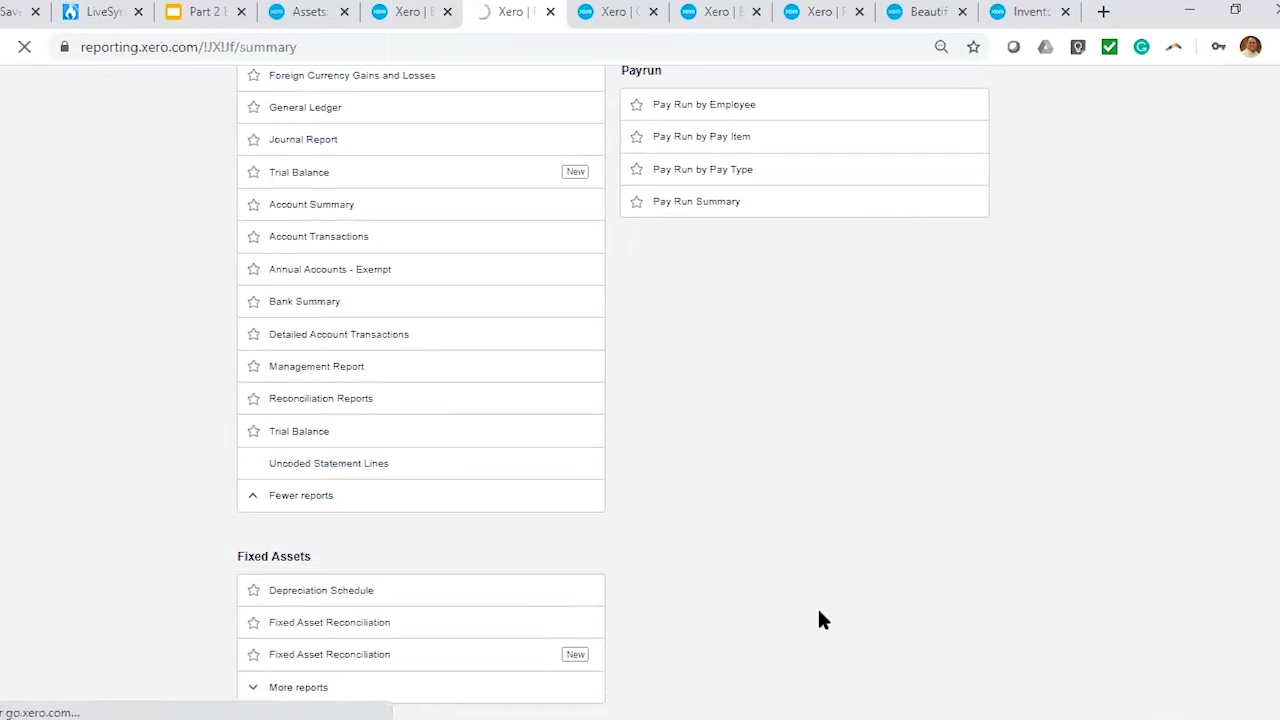 LiveSyn
Part 2 E
Assets:
Xero | E
Xero | F
Xero | C
Xero | E
Xero | F
Beautif
Invento
reporting.xero.com/!JX!Jf/summary
Foreign Currency Gains and Losses
General Ledger
Journal Report
Trial Balance New
Account Summary
Account Transactions
Annual Accounts - Exempt
Bank Summary
Detailed Account Transactions
Management Report
Reconciliation Reports
Trial Balance
Uncoded Statement Lines
Fewer reports
Fixed Assets
Depreciation Schedule
Fixed Asset Reconciliation
Fixed Asset Reconciliation New
More reports
Payrun
Pay Run by Employee
Pay Run by Pay Item
Pay Run by Pay Type
Pay Run Summary
r go.xero.com...